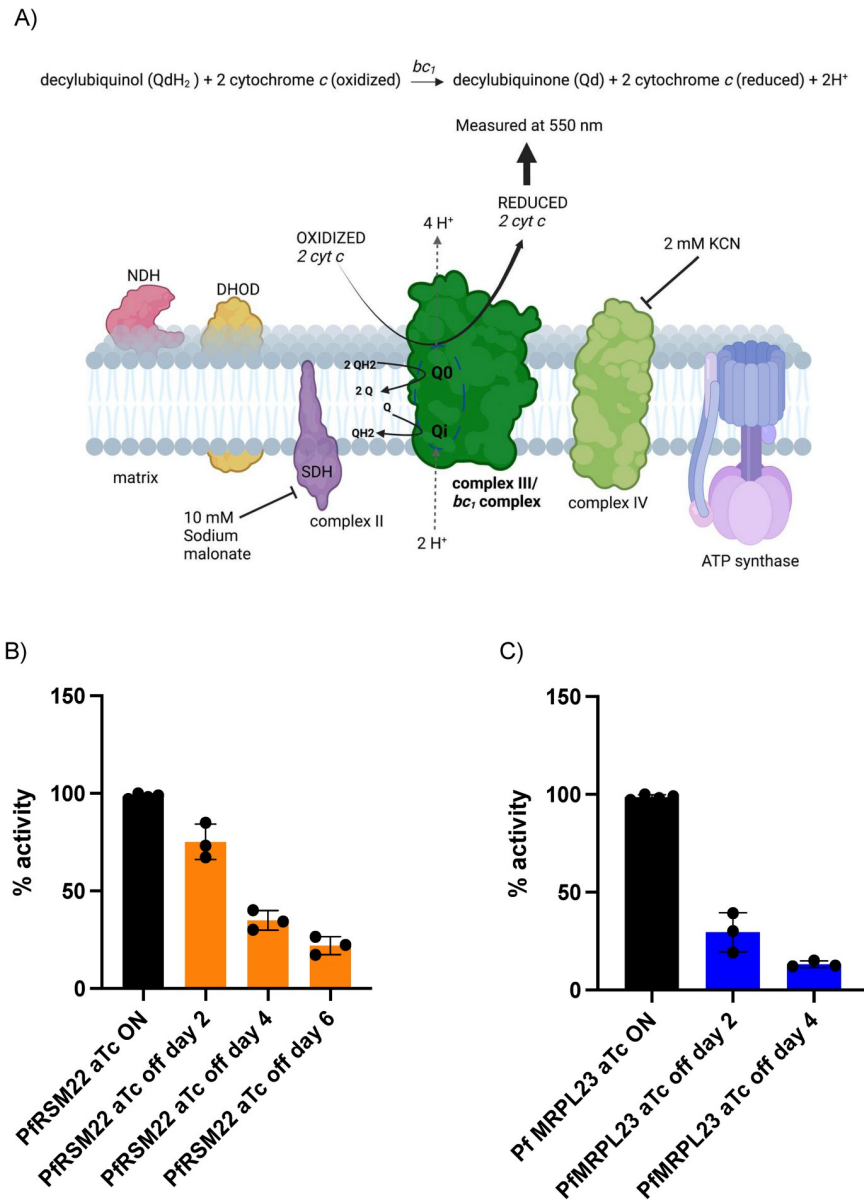 A)
bc₁
decylubiquinol (QdH₂ ) + 2 cytochrome c (oxidized) → decylubiquinone (Qd) + 2 cytochrome c (reduced) + 2H⁺
Measured at 550 nm
REDUCED
2 cyt c
4 H⁺
OXIDIZED
2 cyt c
2 mM KCN
NDH
DHOD
2 QH2
Q0
2 Q
Q
Qi
QH2
matrix
SDH
complex III/
bc₁ complex
complex IV
10 mM
Sodium
malonate
complex II
2 H⁺
ATP synthase
B)
% activity
150
100
50
0
PfRSM22 aTc ON
PfRSM22 aTc off day 2
PfRSM22 aTc off day 4
PfRSM22 aTc off day 6
C)
% activity
150
100
50
0
Pf MRPL23 aTc ON
PfMRPL23 aTc off day 2
PfMRPL23 aTc off day 4